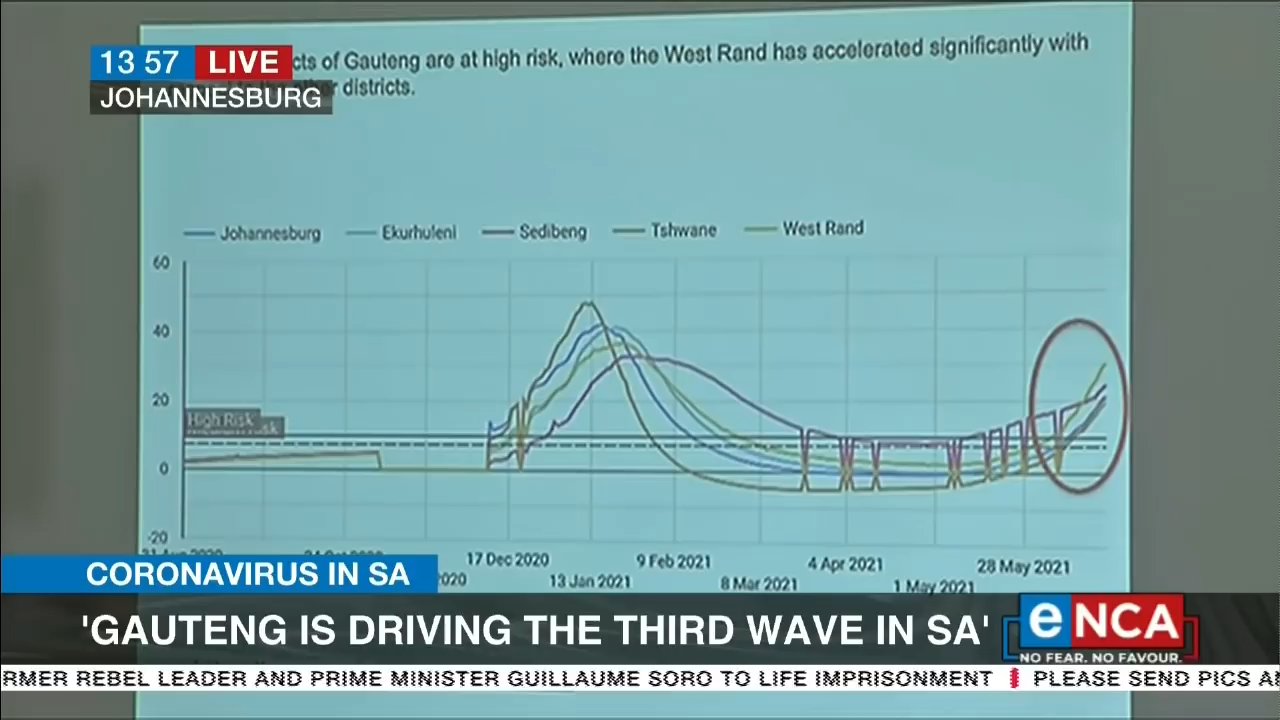 13 57 LIVE
JOHANNESBURG
of Gauteng are at high risk, where the West Rand has accelerated significantly with
districts.
Johannesburg Ekurhuleni Sedibeng Tshwane West Rand
60
40
20
High Risk
0
-20
17 Dec 2020 9 Feb 2021 4 Apr 2021 28 May 2021
2020 13 Jan 2021 8 Mar 2021 1 May 2021
CORONAVIRUS IN SA
'GAUTENG IS DRIVING THE THIRD WAVE IN SA'
eNCA
NO FEAR. NO FAVOUR.
RMER REBEL LEADER AND PRIME MINISTER GUILLAUME SORO TO LIFE IMPRISONMENT PLEASE SEND PICS